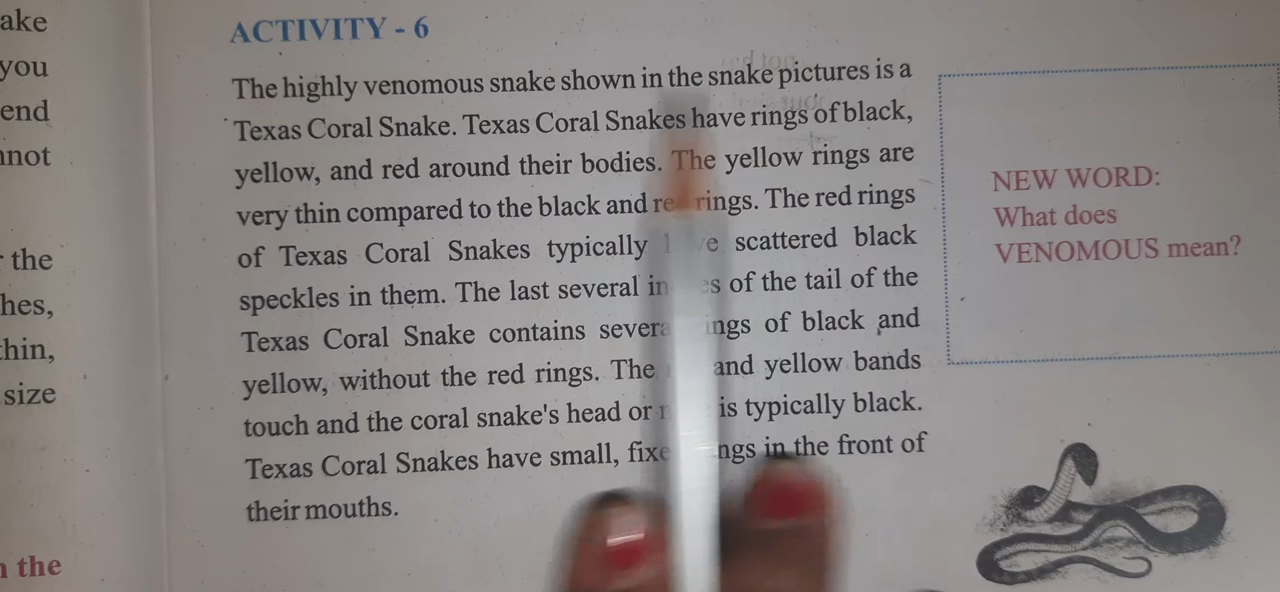 ake
you
end
nnot
the
hes,
hin,
size
the
ACTIVITY - 6
The highly venomous snake shown in the snake pictures is a
Texas Coral Snake. Texas Coral Snakes have rings of black,
yellow, and red around their bodies. The yellow rings are
very thin compared to the black and red rings. The red rings
of Texas Coral Snakes typically scattered black
speckles in them. The last several of the tail of the
Texas Coral Snake contains of black and
yellow, without the red rings. The and yellow bands
touch and the coral snake's head or is typically black.
Texas Coral Snakes have small, in the front of
their mouths.
NEW WORD:
What does
VENOMOUS mean?